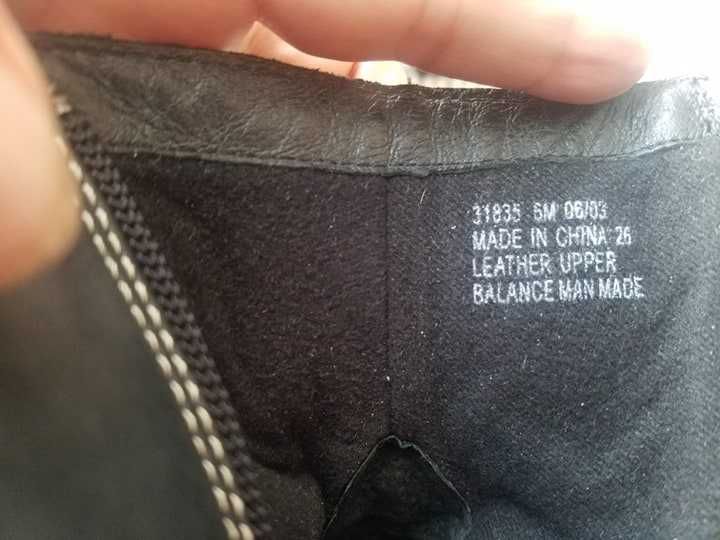 31835 6M 06/03
MADE IN CHINA 26
LEATHER UPPER
BALANCE MAN MADE